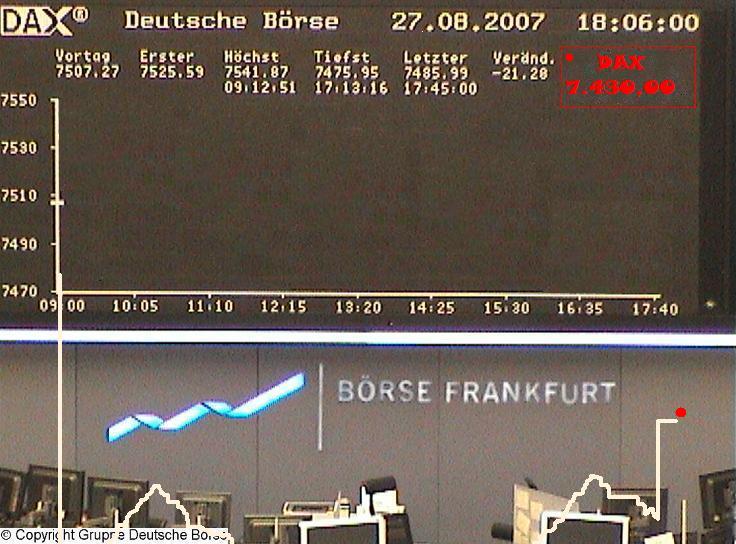 DAX® Deutsche Börse 27.08.2007 18:06:00
Vortag Erster Höchst Tiefst Letzter Veränd.
7507.27 7525.59 7541.87 7475.95 7485.99 -21.28
09:12:51 17:13:16 17:45:00
* DAX
7.430,00
7550
7530
7510
7490
7470
09:00 10:05 11:10 12:15 13:20 14:25 15:30 16:35 17:40
*
BÖRSE FRANKFURT
© Copyright Gruppe Deutsche Börse